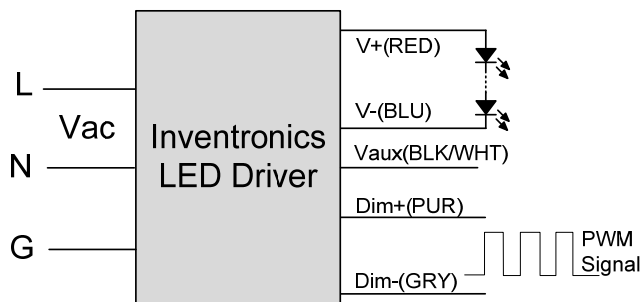 L
Vac
N
G
Inventronics
LED Driver
V+(RED)
V-(BLU)
Vaux(BLK/WHT)
Dim+(PUR)
Dim-(GRY)
PWM
Signal